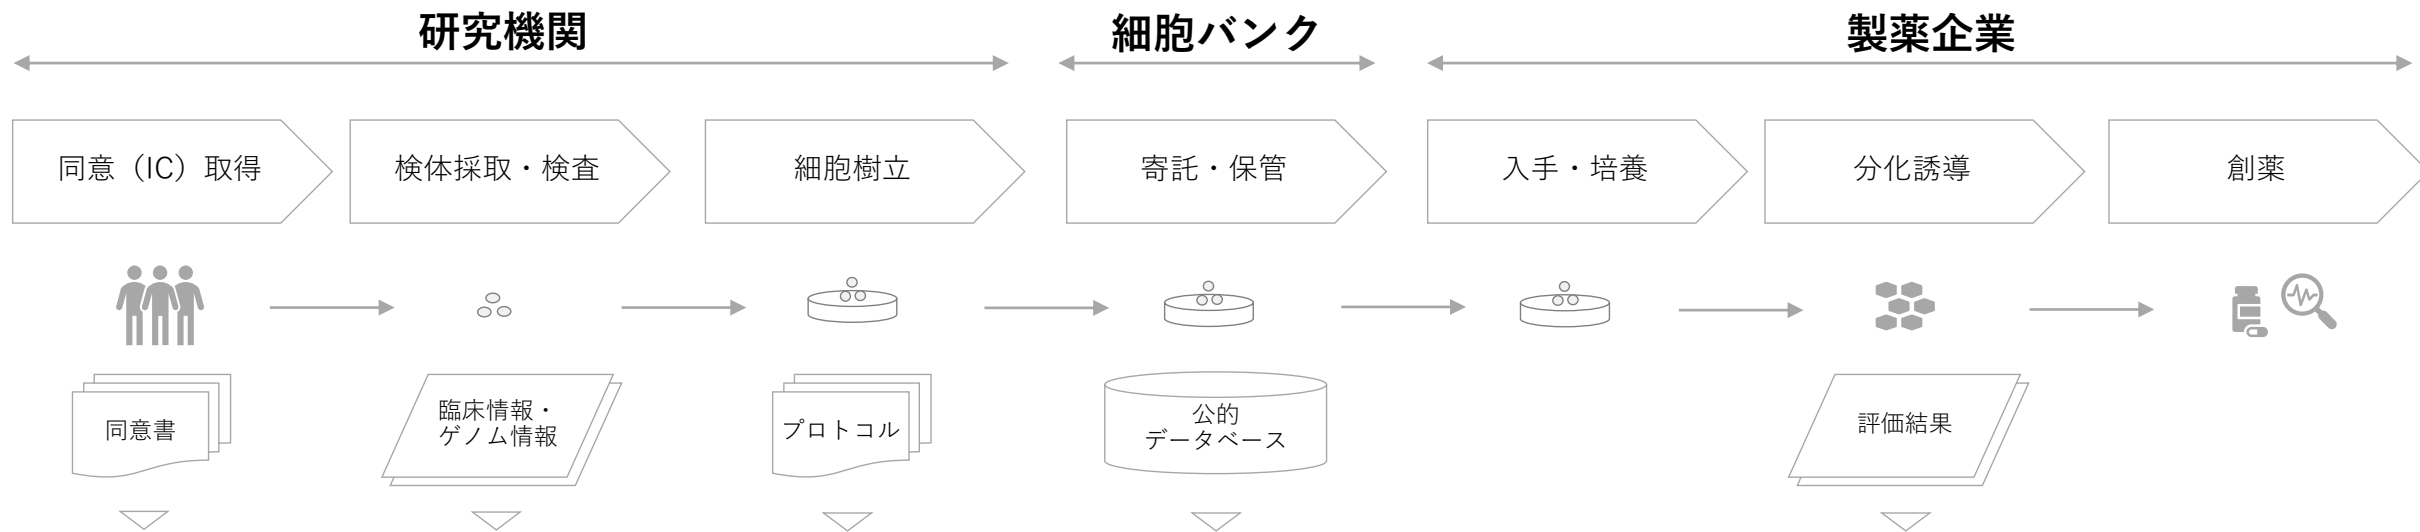 研究機関
細胞バンク
製薬企業
同意（IC）取得
検体採取・検査
細胞樹立
寄託・保管
入手・培養
分化誘導
創薬
同意書
臨床情報・
ゲノム情報
プロトコル
公的
データベース
評価結果